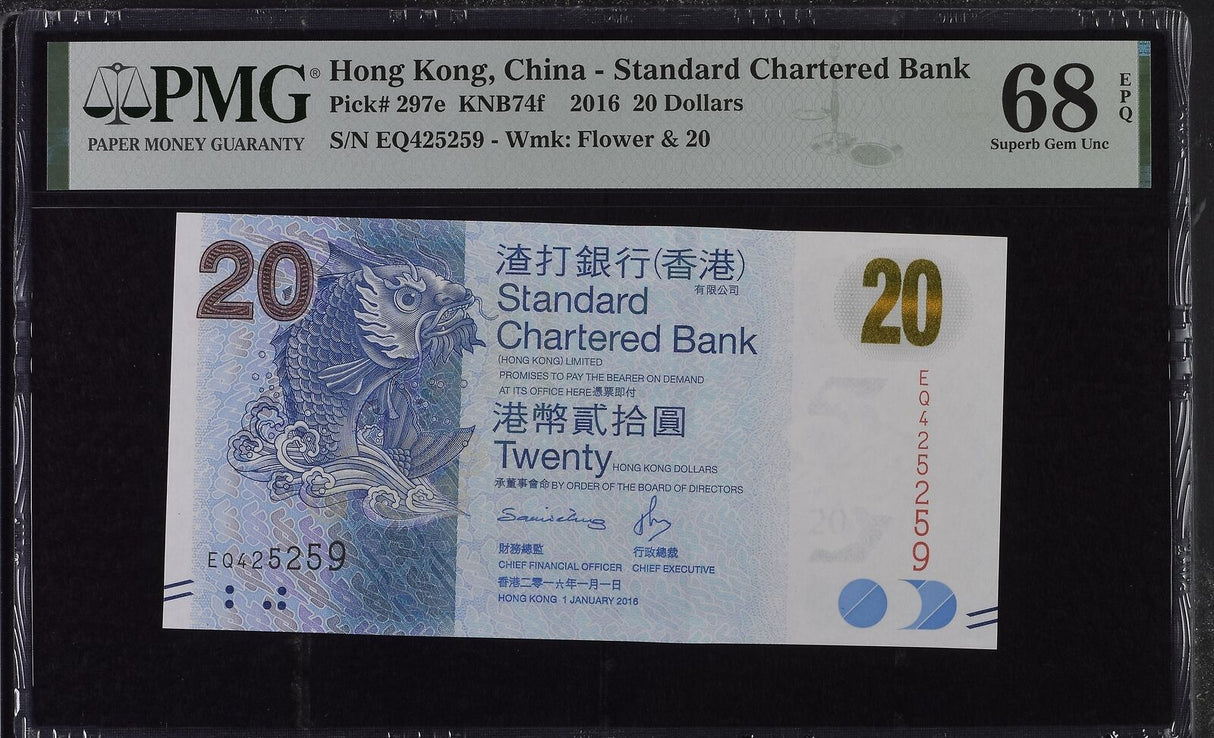 PMG®
PAPER MONEY GUARANTY
Hong Kong, China - Standard Chartered Bank
Pick# 297e KNB74f 2016 20 Dollars
S/N EQ425259 - Wmk: Flower & 20
68
EPQ
Superb Gem Unc
20
渣打銀行(香港)
有限公司
Standard
Chartered Bank
(HONG KONG) LIMITED
PROMISES TO PAY THE BEARER ON DEMAND
AT ITS OFFICE HERE憑票即付
港幣貳拾圓
Twenty HONG KONG DOLLARS
承董事會命BY ORDER OF THE BOARD OF DIRECTORS
財務總監 行政總裁
CHIEF FINANCIAL OFFICER CHIEF EXECUTIVE
香港二零一六年一月一日
HONG KONG 1 JANUARY 2016
EQ425259
20
EQ425259
20